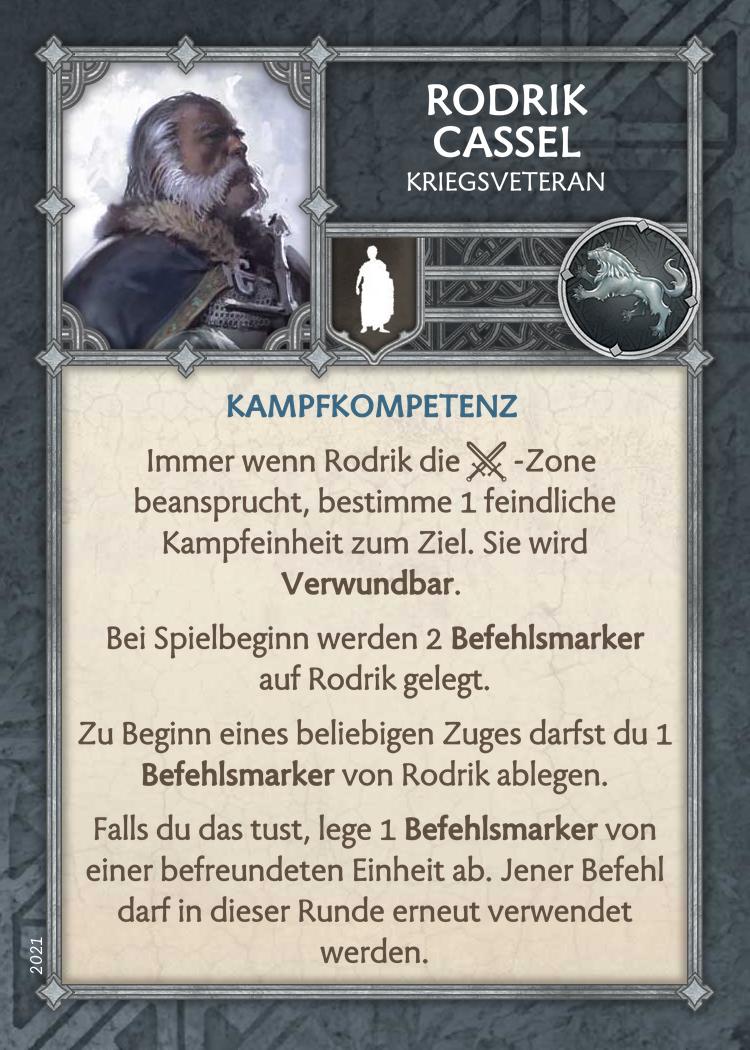 RODRIK
CASSEL
KRIEGSVETERAN
KAMPFKOMPETENZ
Immer wenn Rodrik die -Zone
beansprucht, bestimme 1 feindliche
Kampfeinheit zum Ziel. Sie wird
Verwundbar.
Bei Spielbeginn werden 2 Befehlsmarker
auf Rodrik gelegt.
Zu Beginn eines beliebigen Zuges darfst du 1
Befehlsmarker von Rodrik ablegen.
Falls du das tust, lege 1 Befehlsmarker von
einer befreundeten Einheit ab. Jener Befehl
darf in dieser Runde erneut verwendet
werden.
2021